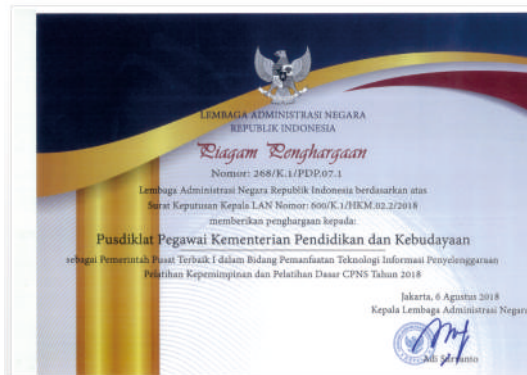 LEMBAGA ADMINISTRASI NEGARA
REPUBLIK INDONESIA
Piagam Penghargaan
Nomor: 268/K.1/PDP.07.1
Lembaga Administrasi Negara Republik Indonesia berdasarkan atas
Surat Keputusan Kepala LAN Nomor: 600/K.1/HKM.02.2/2018
memberikan penghargaan kepada:
Pusdiklat Pegawai Kementerian Pendidikan dan Kebudayaan
sebagai Pemerintah Pusat Terbaik I dalam Bidang Pemanfaatan Teknologi Informasi Penyelenggaraan
Pelatihan Kepemimpinan dan Pelatihan Dasar CPNS Tahun 2018
Jakarta, 6 Agustus 2018
Kepala Lembaga Administrasi Negara
Adi Suryanto